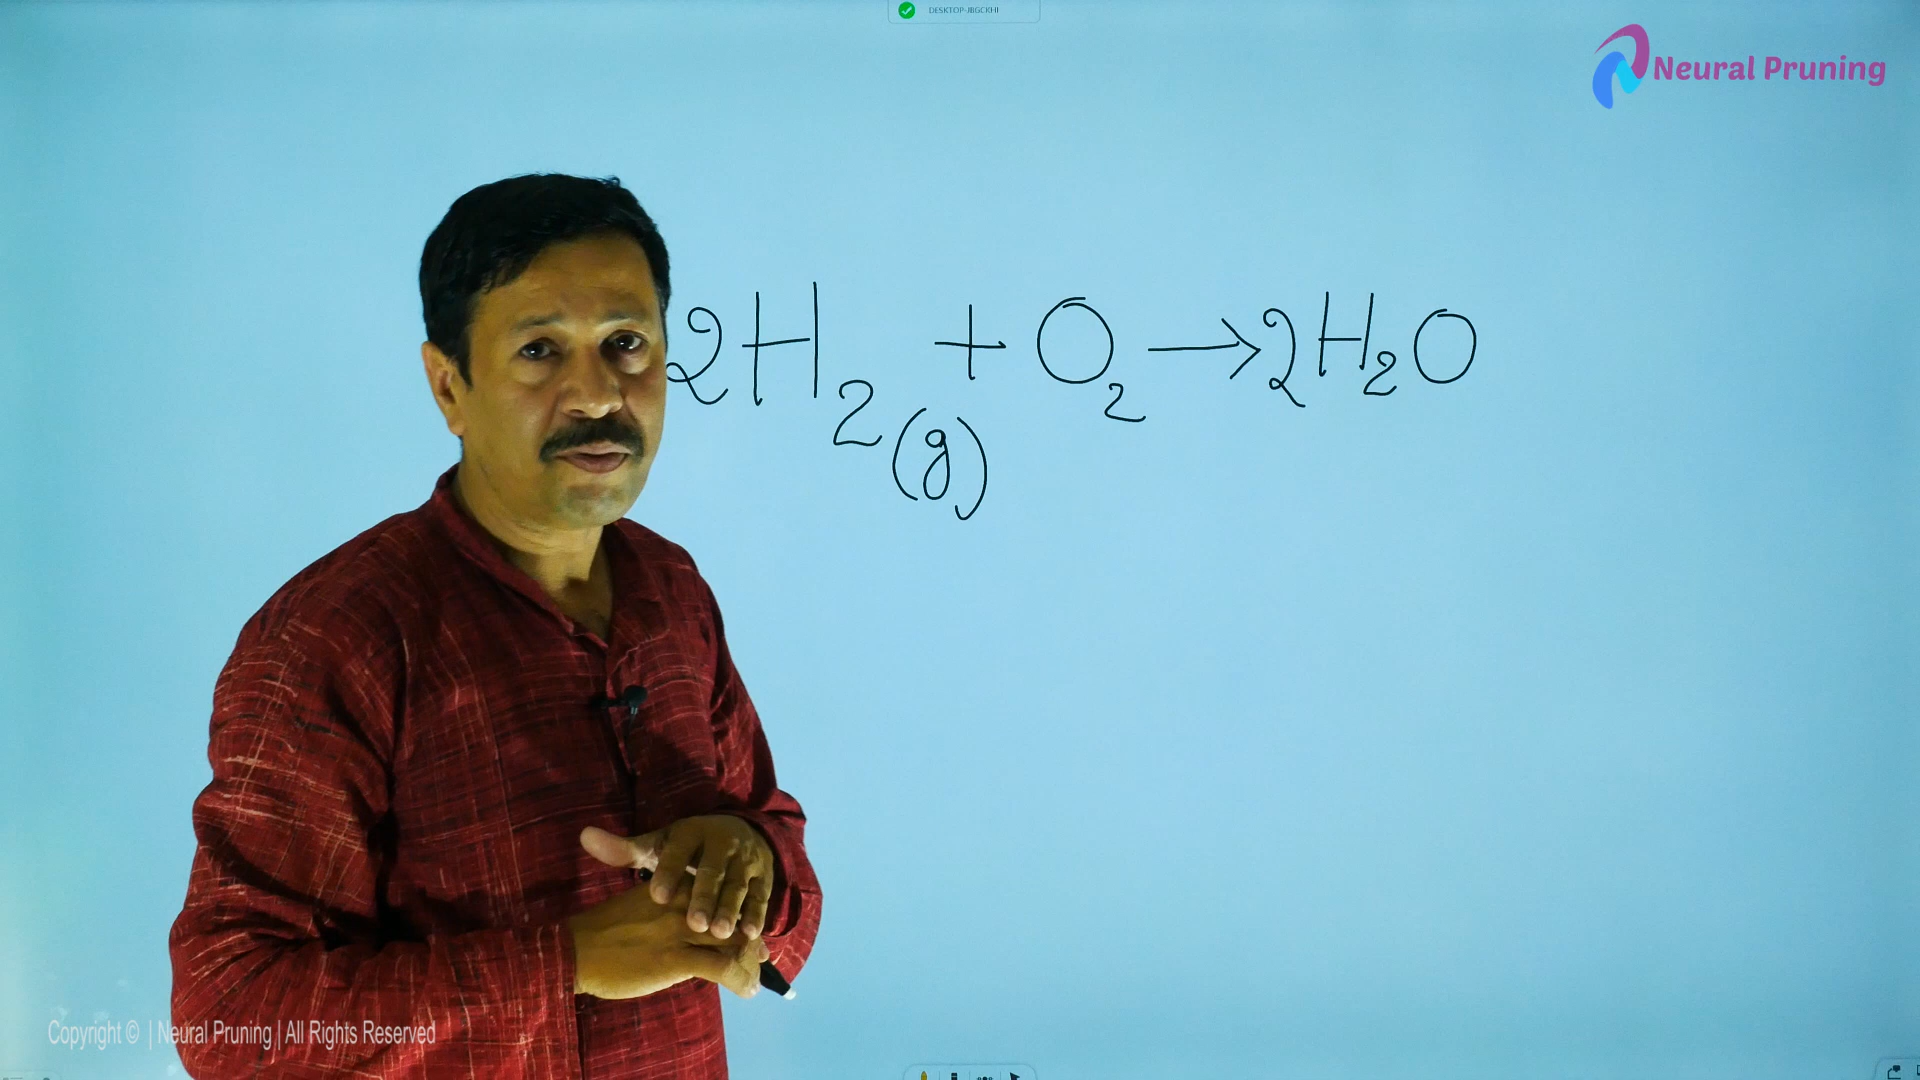 DESKTOP-JBGCKHI
Neural Pruning
2H₂(g) + O₂ → 2H₂O
Copyright © | Neural Pruning | All Rights Reserved